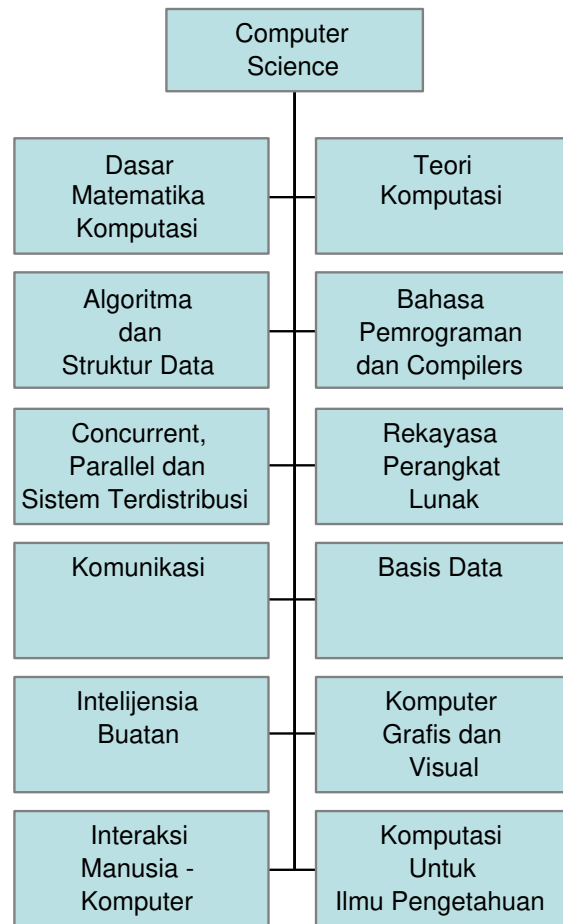 Computer
Science
Dasar
Matematika
Komputasi
Teori
Komputasi
Algoritma
dan
Struktur Data
Bahasa
Pemrograman
dan Compilers
Concurrent,
Parallel dan
Sistem Terdistribusi
Rekayasa
Perangkat
Lunak
Komunikasi
Basis Data
Intelijensia
Buatan
Komputer
Grafis dan
Visual
Interaksi
Manusia -
Komputer
Komputasi
Untuk
Ilmu Pengetahuan